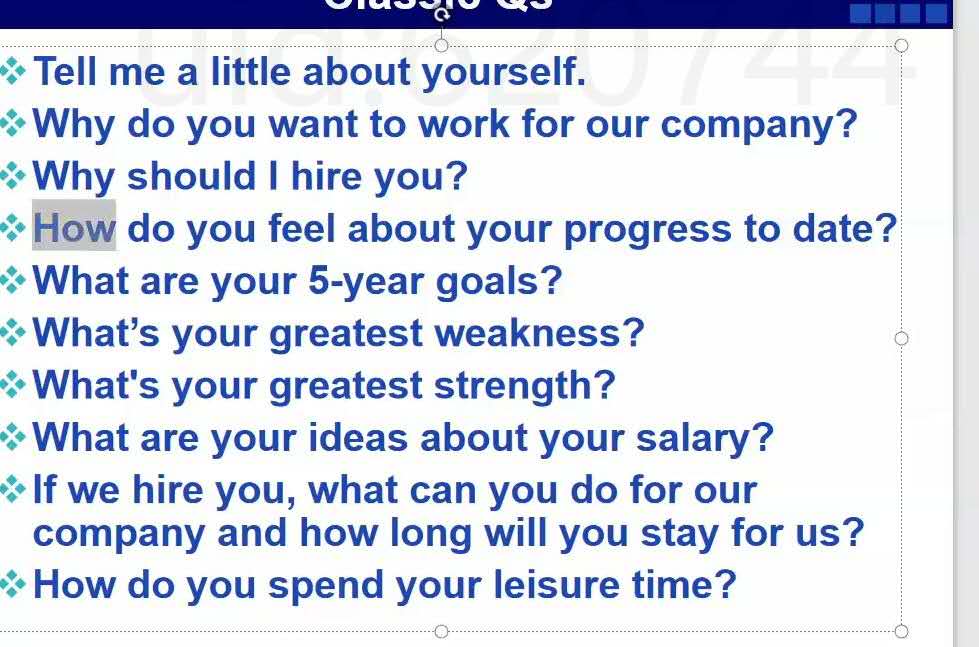 Classic Qs
Tell me a little about yourself.
Why do you want to work for our company?
Why should I hire you?
How do you feel about your progress to date?
What are your 5-year goals?
What’s your greatest weakness?
What's your greatest strength?
What are your ideas about your salary?
If we hire you, what can you do for our
company and how long will you stay for us?
How do you spend your leisure time?